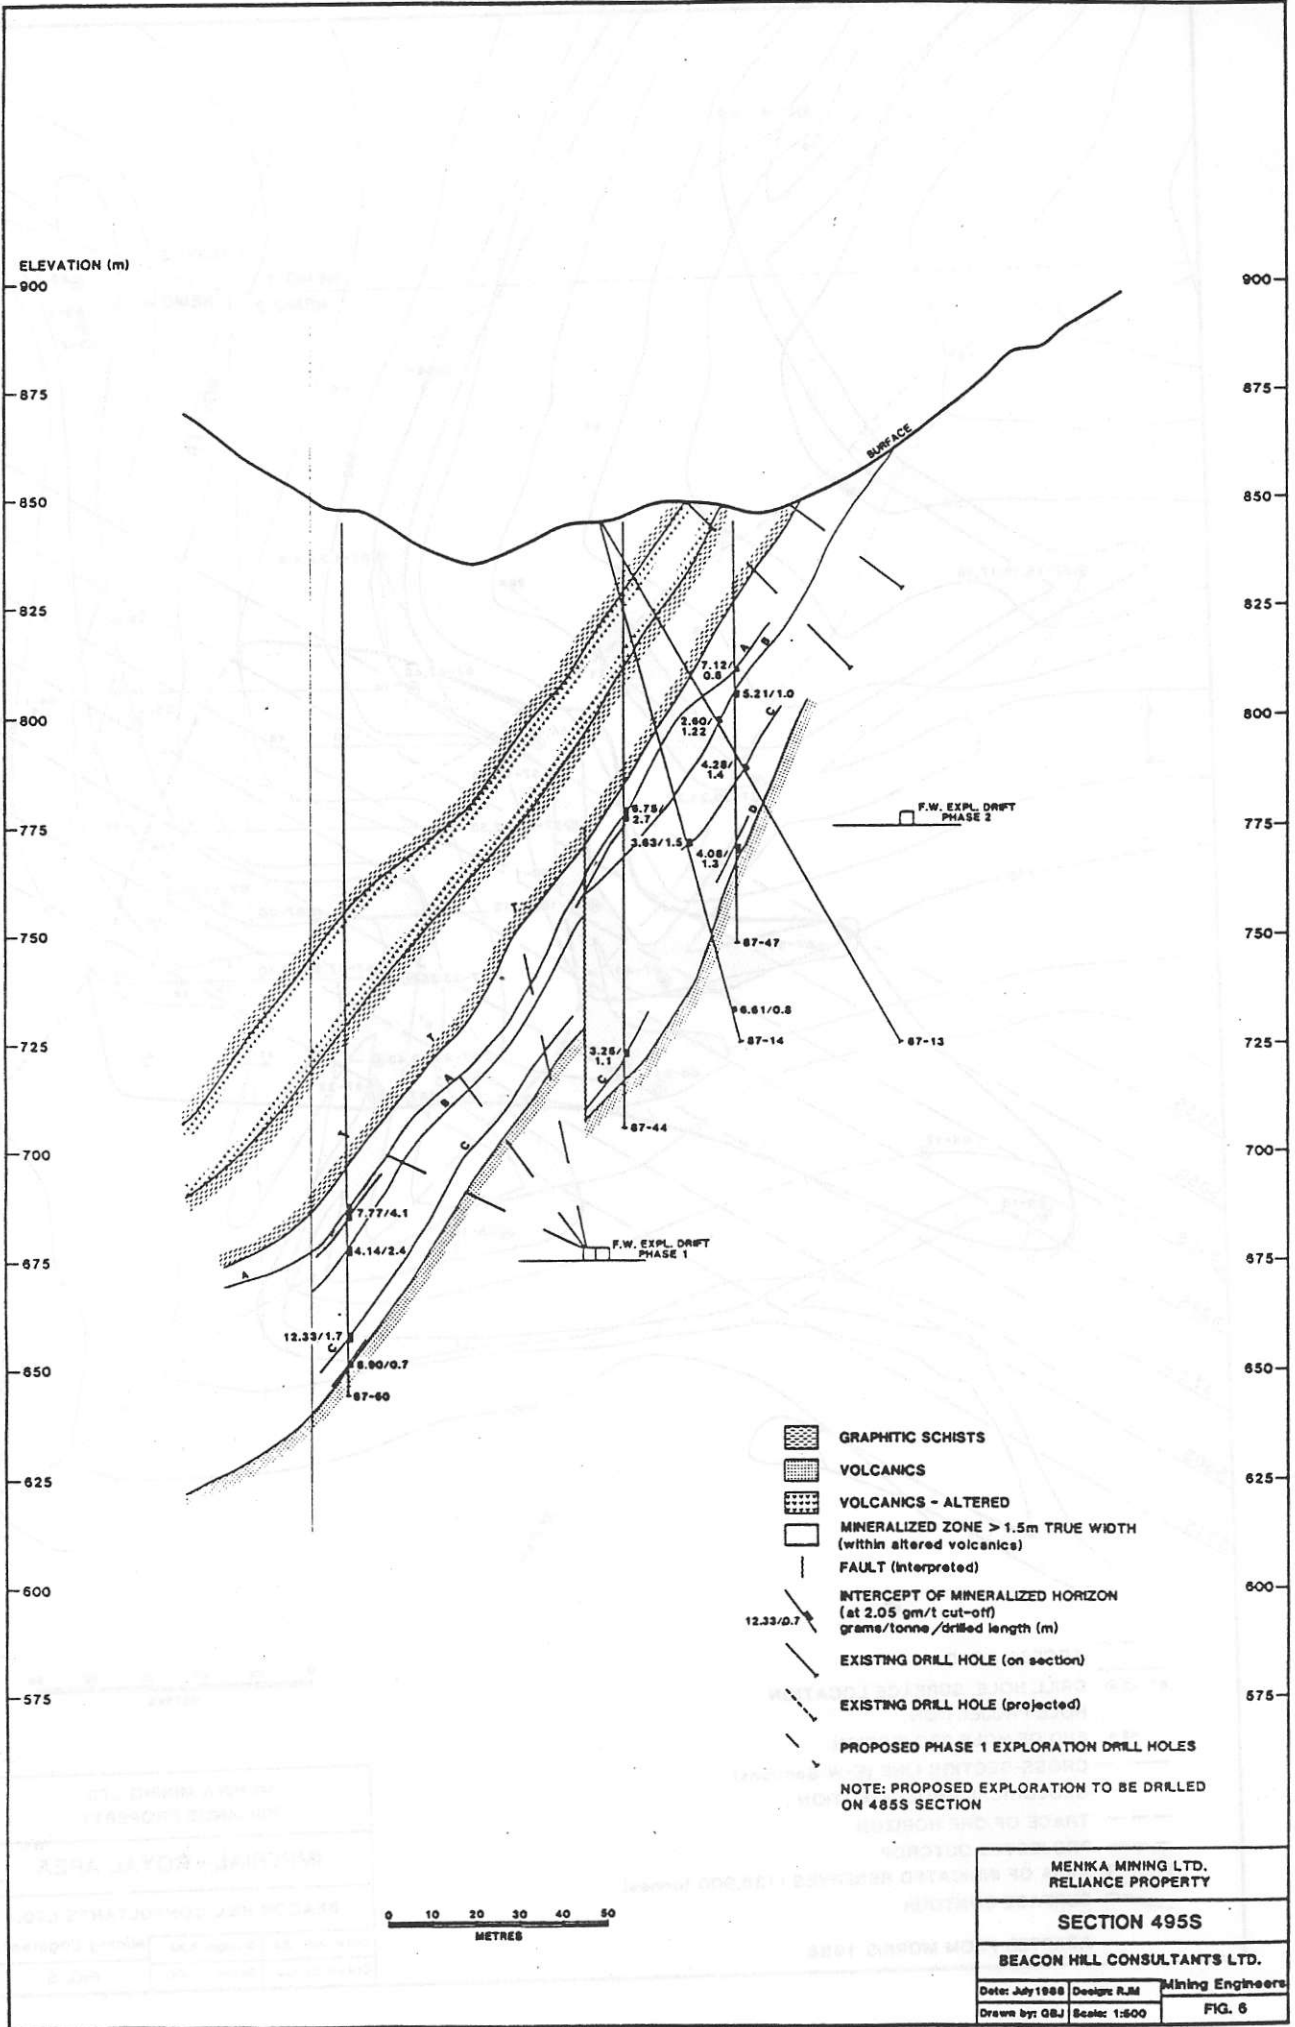 ELEVATION (m)
900
900
875
875
SURFACE
850
850
825
825
A
B
7.12/
0.8
5.21/1.0
C
800
800
2.60/
1.22
4.28/
1.4
D
F.W. EXPL. DRIFT
PHASE 2
6.75/
2.7
775
775
3.63/1.5
4.08/
1.3
750
750
87-47
6.61/0.8
725
725
87-14
87-13
3.25/
1.1
C
A
B
87-44
C
700
700
7.77/4.1
F.W. EXPL. DRIFT
PHASE 1
4.14/2.4
675
675
A
12.33/1.7
C
8.90/0.7
650
650
87-60
GRAPHITIC SCHISTS
VOLCANICS
625
625
VOLCANICS - ALTERED
MINERALIZED ZONE > 1.5m TRUE WIDTH
(within altered volcanics)
FAULT (interpreted)
600
600
INTERCEPT OF MINERALIZED HORIZON
(at 2.05 gm/t cut-off)
12.33/0.7
grams/tonne/drilled length (m)
EXISTING DRILL HOLE (on section)
EXISTING DRILL HOLE (projected)
575
575
PROPOSED PHASE 1 EXPLORATION DRILL HOLES
NOTE: PROPOSED EXPLORATION TO BE DRILLED
ON 485S SECTION
0 10 20 30 40 50
METRES
MENIKA MINING LTD.
RELIANCE PROPERTY
SECTION 495S
BEACON HILL CONSULTANTS LTD.
Date: July 1988 Design: RJM Mining Engineers
Drawn by: GBJ Scale: 1:500 FIG. 6